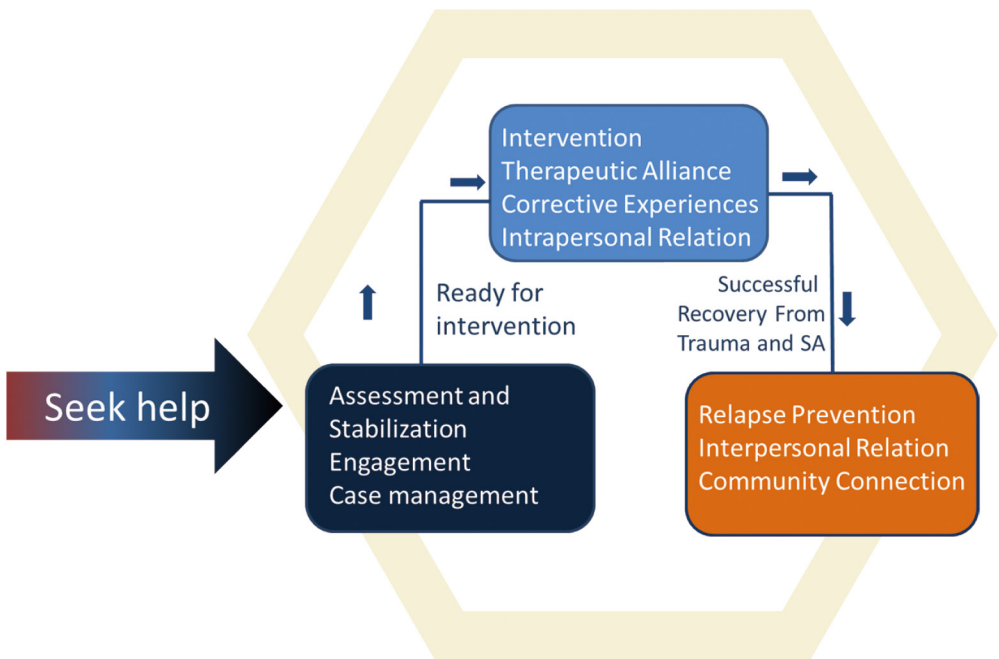 Seek help
Assessment and
Stabilization
Engagement
Case management
Ready for
intervention
Intervention
Therapeutic Alliance
Corrective Experiences
Intrapersonal Relation
Successful
Recovery From
Trauma and SA
Relapse Prevention
Interpersonal Relation
Community Connection